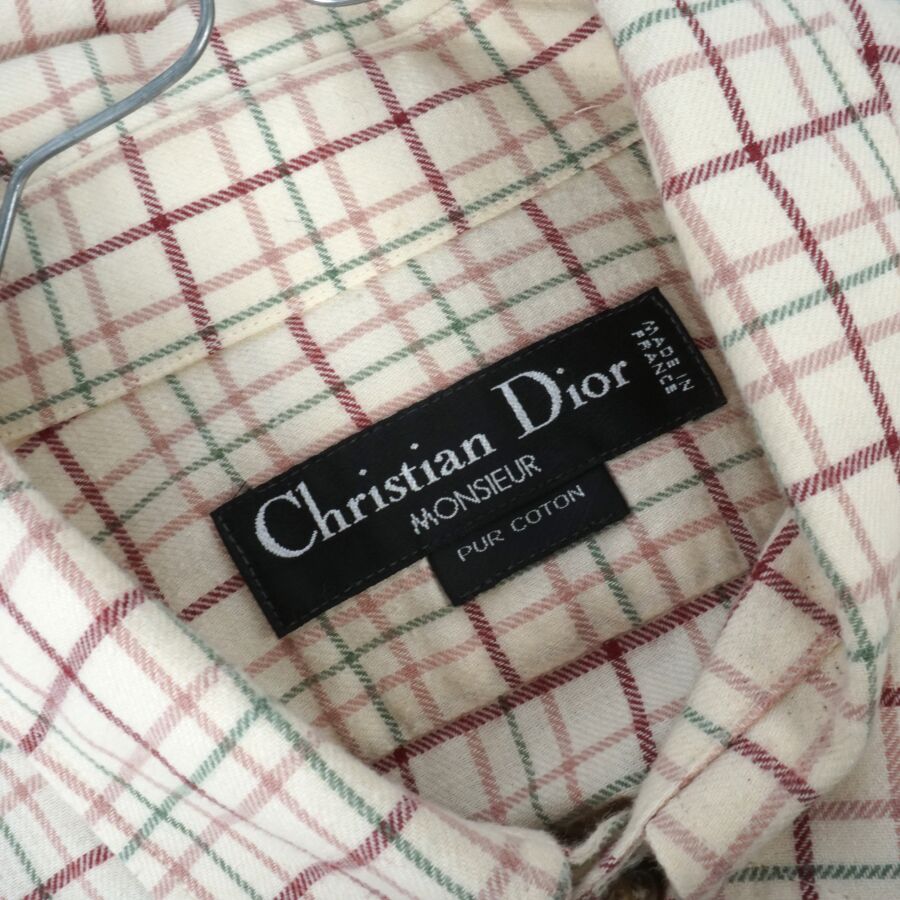 Christian Dior
MONSIEUR
MADE IN
FRANCE
PUR COTON